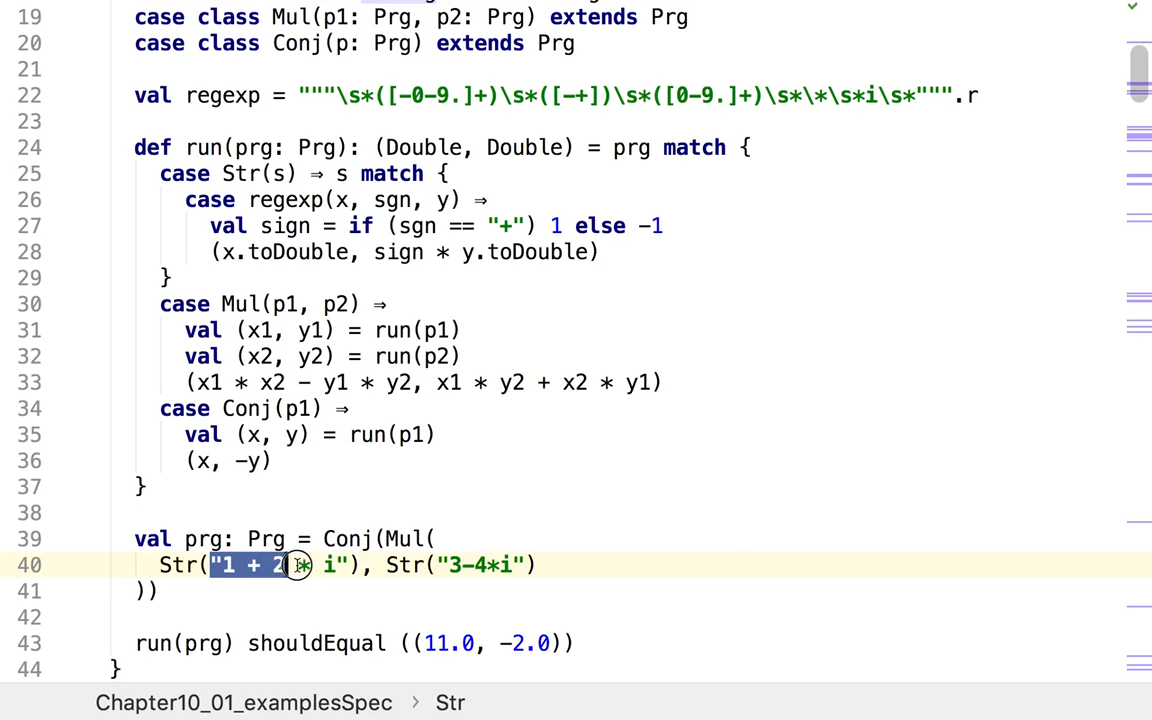 19 case class Mul(p1: Prg, p2: Prg) extends Prg
20 case class Conj(p: Prg) extends Prg
21
22 val regexp = """\s*([-0-9.]+)\s*([-+])\s*([0-9.]+)\s*\*\s*i\s*""".r
23
24 def run(prg: Prg): (Double, Double) = prg match {
25 case Str(s) ⇒ s match {
26 case regexp(x, sgn, y) ⇒
27 val sign = if (sgn == "+") 1 else -1
28 (x.toDouble, sign * y.toDouble)
29 }
30 case Mul(p1, p2) ⇒
31 val (x1, y1) = run(p1)
32 val (x2, y2) = run(p2)
33 (x1 * x2 - y1 * y2, x1 * y2 + x2 * y1)
34 case Conj(p1) ⇒
35 val (x, y) = run(p1)
36 (x, -y)
37 }
38
39 val prg: Prg = Conj(Mul(
40 Str("1 + 2 * i"), Str("3-4*i")
41 ))
42
43 run(prg) shouldEqual ((11.0, -2.0))
44 }
Chapter10_01_examplesSpec > Str